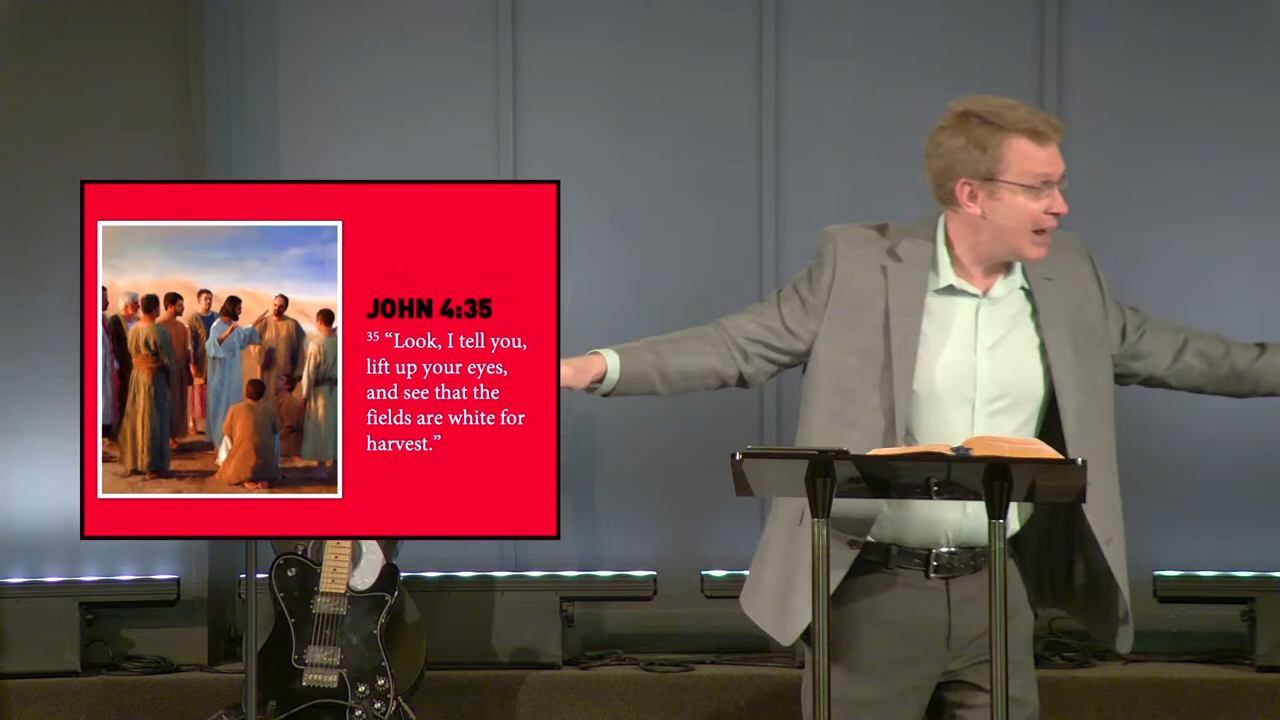 JOHN 4:35
35 “Look, I tell you,
lift up your eyes,
and see that the
fields are white for
harvest.”